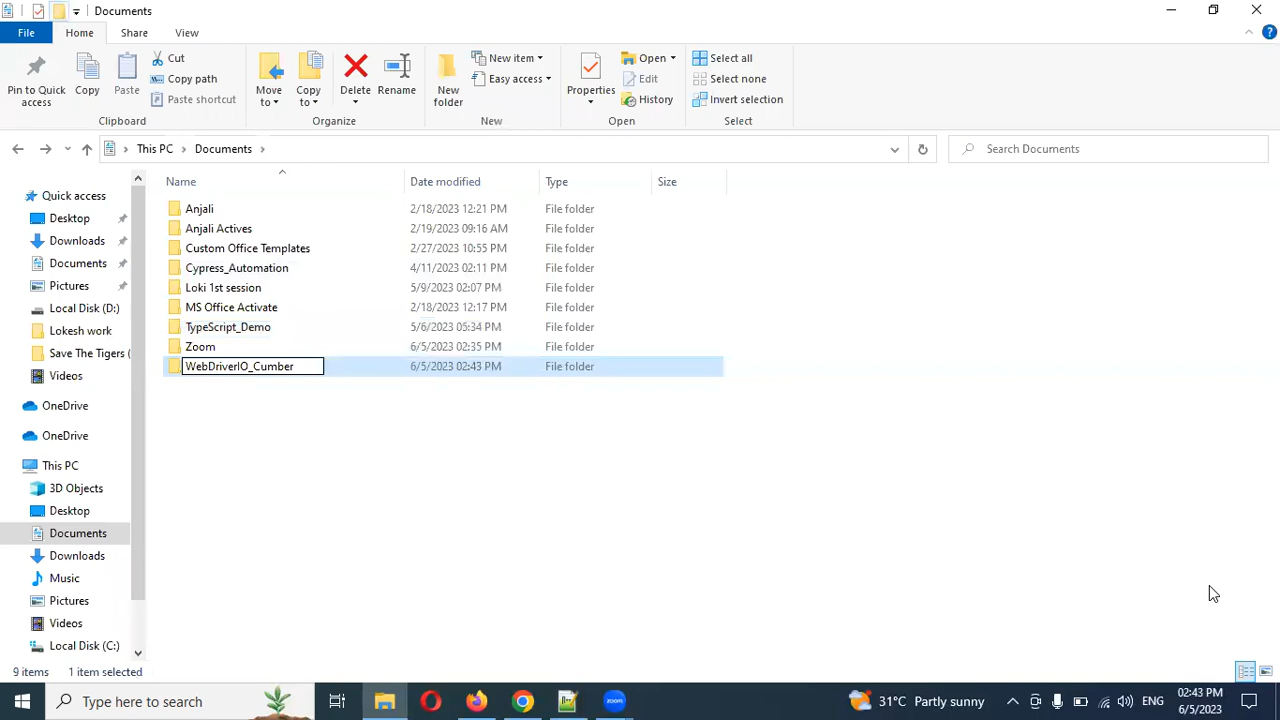 Documents
File Home Share View
Pin to Quick access
Copy
Paste
Cut
Copy path
Paste shortcut
Clipboard
Move to
Copy to
Delete
Rename
Organize
New folder
New item
Easy access
New
Properties
Open
Edit
History
Open
Select all
Select none
Invert selection
Select
This PC Documents
Search Documents
Name Date modified Type Size
Quick access
Desktop
Downloads
Documents
Pictures
Local Disk (D:)
Lokesh work
Save The Tigers (
Videos
OneDrive
OneDrive
This PC
3D Objects
Desktop
Documents
Downloads
Music
Pictures
Videos
Local Disk (C:)
Anjali 2/18/2023 12:21 PM File folder
Anjali Actives 2/19/2023 09:16 AM File folder
Custom Office Templates 2/27/2023 10:55 PM File folder
Cypress_Automation 4/11/2023 02:11 PM File folder
Loki 1st session 5/9/2023 02:07 PM File folder
MS Office Activate 2/18/2023 12:17 PM File folder
TypeScript_Demo 5/6/2023 05:34 PM File folder
Zoom 6/5/2023 02:35 PM File folder
WebDriverIO_Cumber 6/5/2023 02:43 PM File folder
9 items 1 item selected
Type here to search
zoom
31°C Partly sunny
ENG
02:43 PM
6/5/2023